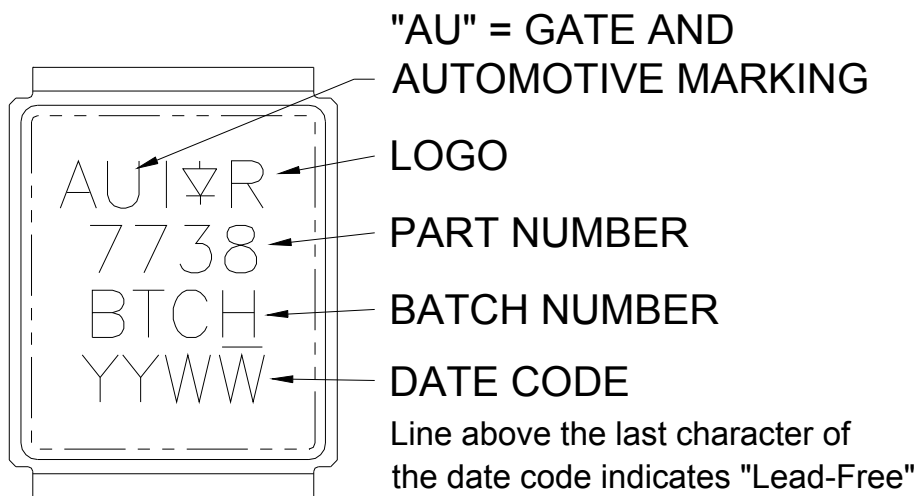 "AU" = GATE AND
AUTOMOTIVE MARKING
LOGO
PART NUMBER
BATCH NUMBER
DATE CODE
Line above the last character of
the date code indicates "Lead-Free"
AUI R
7738
BTCH
YYWW